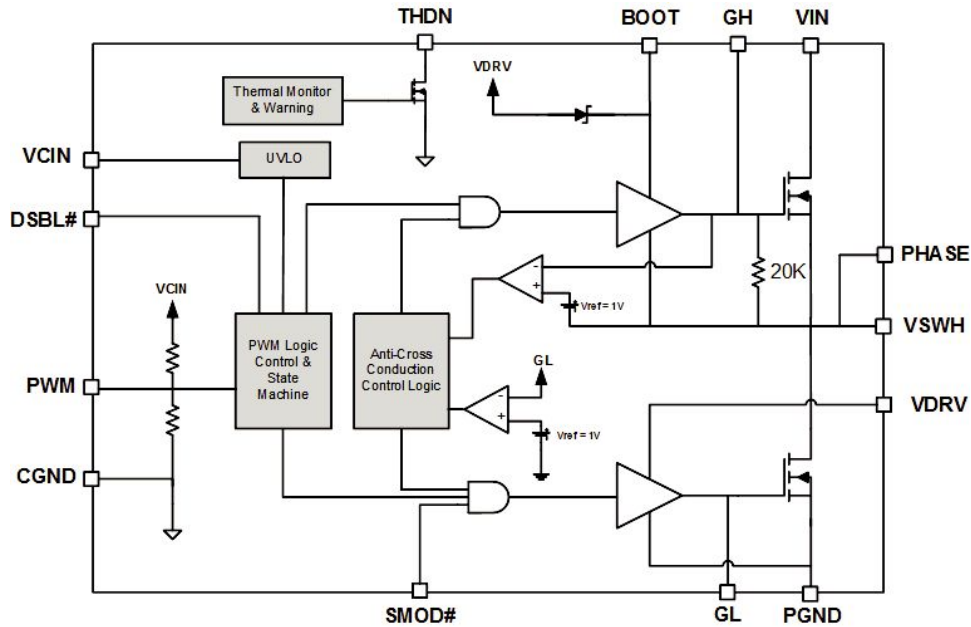 THDN
BOOT
GH
VIN
VDRV
Thermal Monitor
& Warning
VCIN
UVLO
DSBL#
20K
PHASE
VCIN
Vref = 1V
VSWH
PWM Logic
Control &
State
Machine
Anti-Cross
Conduction
Control Logic
GL
PWM
VDRV
Vref = 1V
CGND
SMOD#
GL
PGND